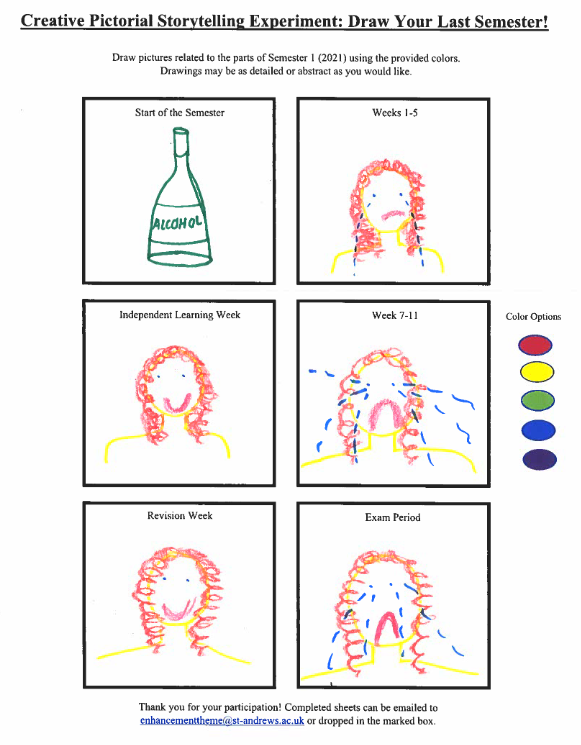 Creative Pictorial Storytelling Experiment: Draw Your Last Semester!
Draw pictures related to the parts of Semester 1 (2021) using the provided colors.
Drawings may be as detailed or abstract as you would like.
Start of the Semester
Weeks 1-5
ALCOHOL
Independent Learning Week
Week 7-11
Color Options
Revision Week
Exam Period
Thank you for your participation! Completed sheets can be emailed to
enhancementtheme@st-andrews.ac.uk or dropped in the marked box.